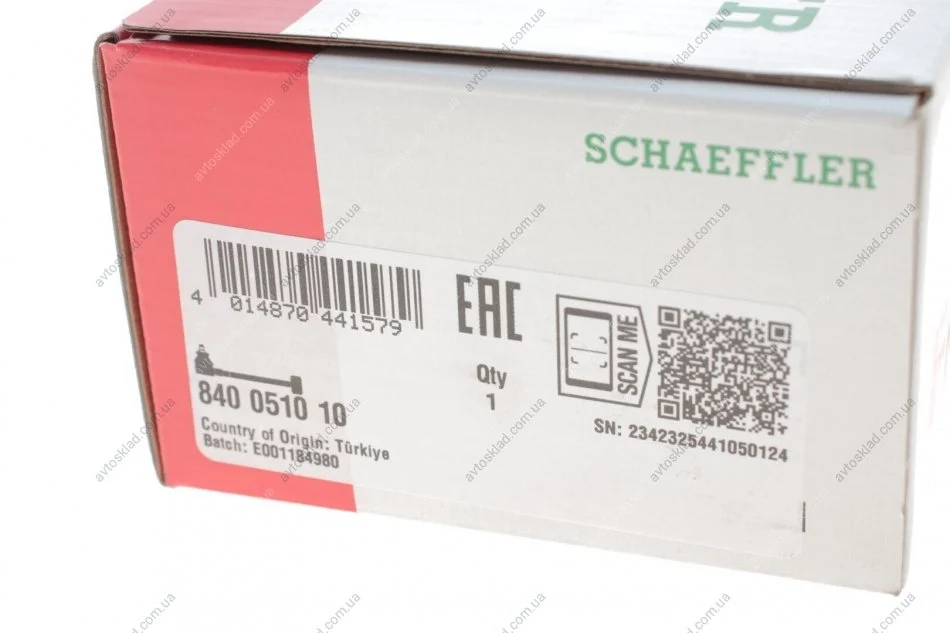 SCHAEFFLER
4 014870 441579
EAC
840 0510 10
Qty
1
SCAN ME
Country of Origin: Türkiye
Batch: E001184980
SN: 2342325441050124
avtosklad.com.ua